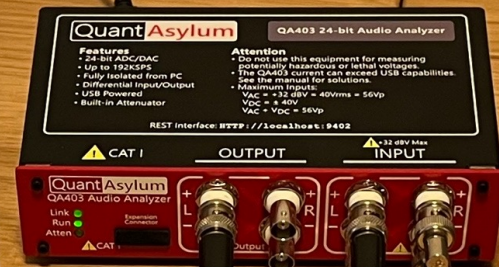 QuantAsylum
QA403 24-bit Audio Analyzer
Features
• 24-bit ADC/DAC
• Up to 192KSPS
• Fully Isolated from PC
• Differential Input/Output
• USB Powered
• Built-in Attenuator
Attention
• Do not use this equipment for measuring
potentially hazardous or lethal voltages.
• The QA403 current can exceed USB capabilities.
See the manual for solutions.
• Maximum Inputs:
VAC = +32 dBV = 40Vrms = 56Vp
VDC = ± 40V
VAC + VDC = 56Vp
REST Interface: HTTP://localhost:9402
CAT I
OUTPUT
+32 dBV Max
INPUT
QuantAsylum
QA403 Audio Analyzer
Link
Run
Atten
Expansion
Connector
CAT I
+
L
−
R
Output
+
L
−
+
R
−